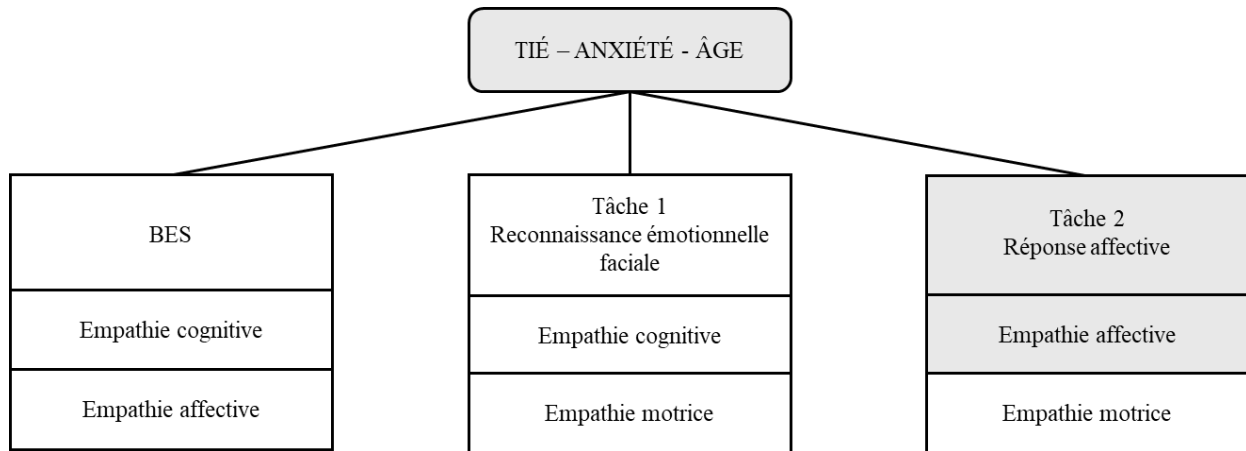 TIÉ – ANXIÉTÉ - ÂGE
BES
Empathie cognitive
Empathie affective
Tâche 1
Reconnaissance émotionnelle
faciale
Empathie cognitive
Empathie motrice
Tâche 2
Réponse affective
Empathie affective
Empathie motrice